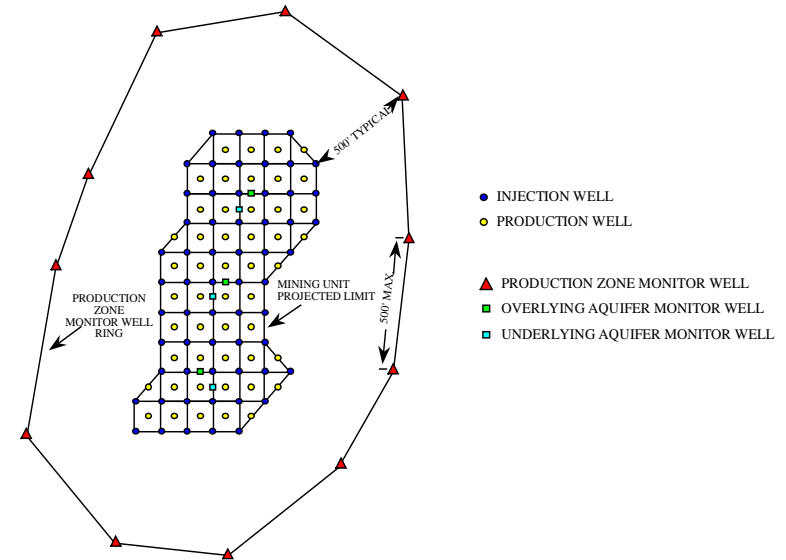 500' TYPICAL
INJECTION WELL
PRODUCTION WELL
500' MAX
MINING UNIT
PROJECTED LIMIT
PRODUCTION
ZONE
MONITOR WELL
RING
PRODUCTION ZONE MONITOR WELL
OVERLYING AQUIFER MONITOR WELL
UNDERLYING AQUIFER MONITOR WELL